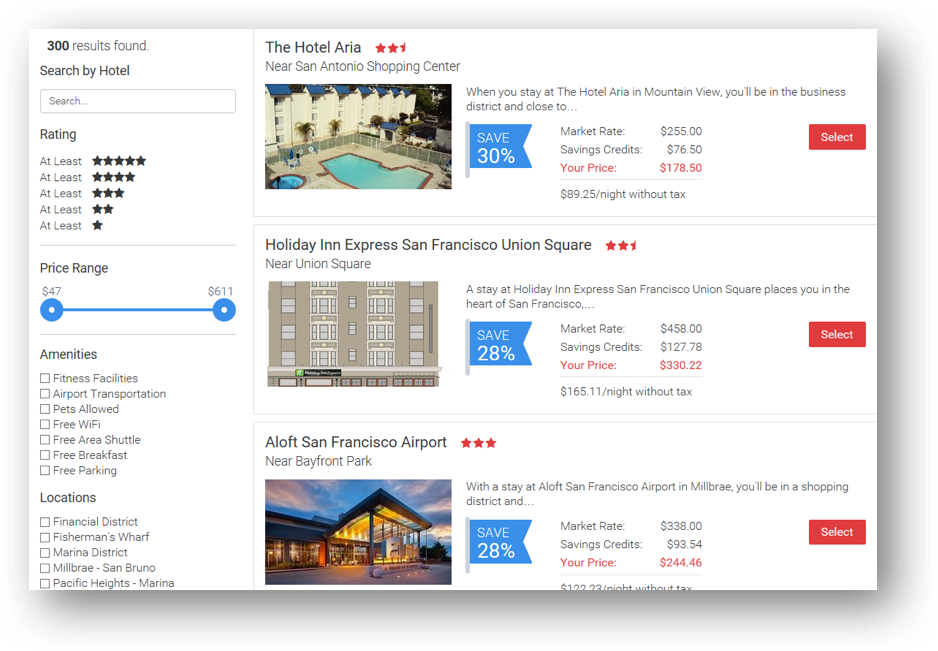 300 results found.
Search by Hotel
Search...
Rating
At Least
At Least
At Least
At Least
At Least
Price Range
$47 $611
Amenities
Fitness Facilities
Airport Transportation
Pets Allowed
Free WiFi
Free Area Shuttle
Free Breakfast
Free Parking
Locations
Financial District
Fisherman's Wharf
Marina District
Millbrae - San Bruno
Pacific Heights - Marina
The Hotel Aria
Near San Antonio Shopping Center
When you stay at The Hotel Aria in Mountain View, you'll be in the business
district and close to...
SAVE
30%
Market Rate: $255.00
Savings Credits: $76.50
Your Price: $178.50
$89.25/night without tax
Select
Holiday Inn Express San Francisco Union Square
Near Union Square
Holiday Inn Express
A stay at Holiday Inn Express San Francisco Union Square places you in the
heart of San Francisco,...
SAVE
28%
Market Rate: $458.00
Savings Credits: $127.78
Your Price: $330.22
$165.11/night without tax
Select
Aloft San Francisco Airport
Near Bayfront Park
With a stay at Aloft San Francisco Airport in Millbrae, you'll be in a shopping
district and...
SAVE
28%
Market Rate: $338.00
Savings Credits: $93.54
Your Price: $244.46
$122.23/night without tax
Select